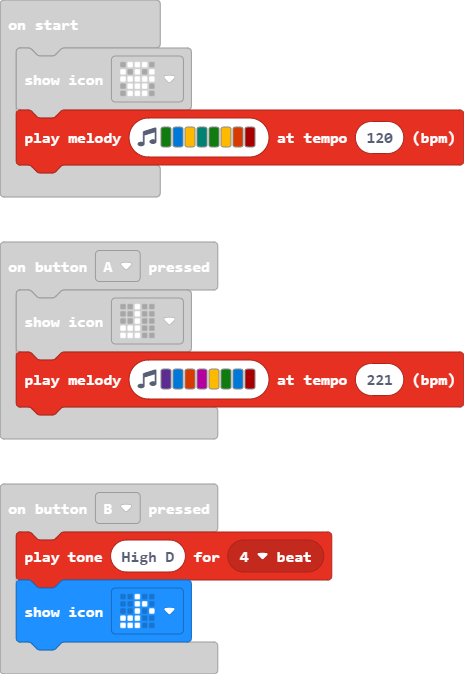 on start
show icon
play melody at tempo 120 (bpm)
on button A pressed
show icon
play melody at tempo 221 (bpm)
on button B pressed
play tone High D for 4 beat
show icon